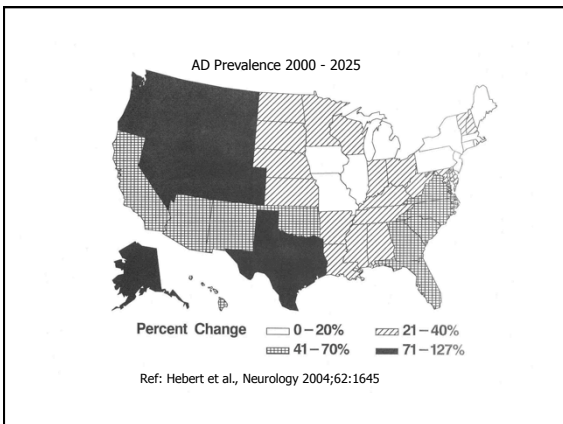 AD Prevalence 2000 - 2025
Percent Change 0–20% 21–40%
41–70% 71–127%
Ref: Hebert et al., Neurology 2004;62:1645